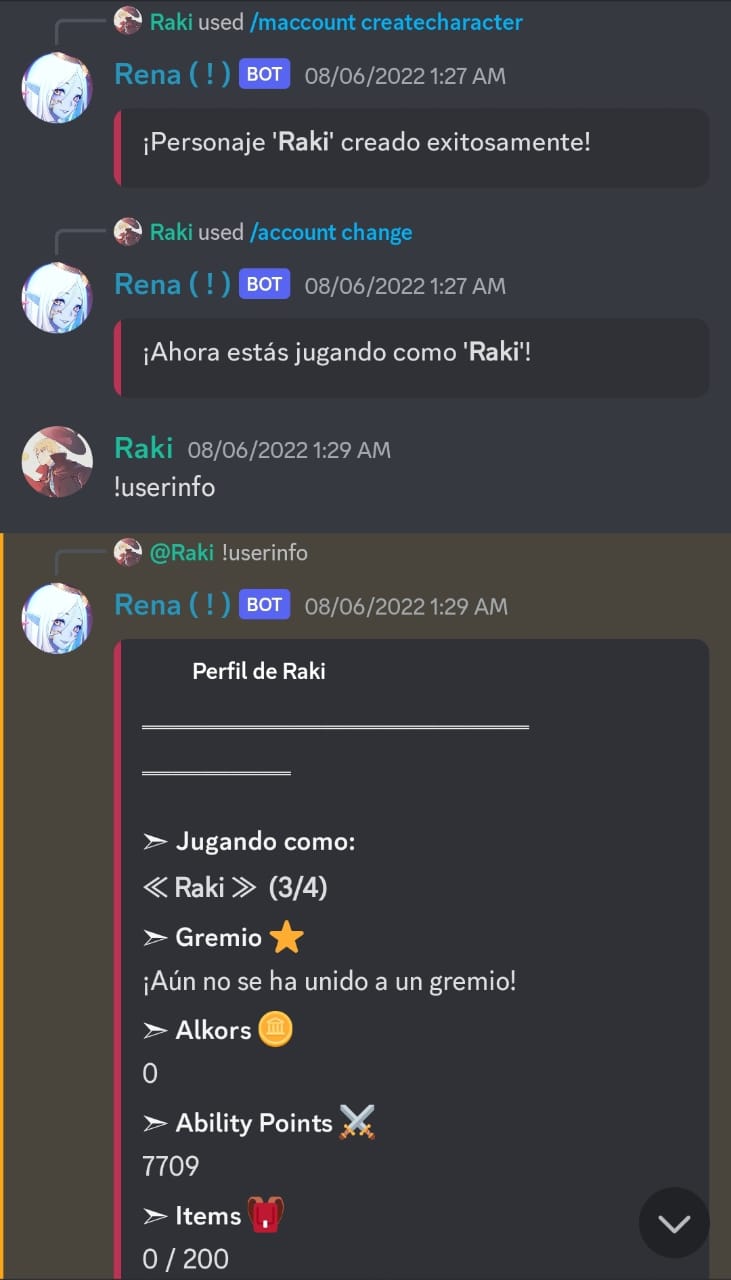 Raki used /maccount createcharacter
Rena ( ! ) BOT 08/06/2022 1:27 AM
¡Personaje 'Raki' creado exitosamente!
Raki used /account change
Rena ( ! ) BOT 08/06/2022 1:27 AM
¡Ahora estás jugando como 'Raki'!
Raki 08/06/2022 1:29 AM
!userinfo
@Raki !userinfo
Rena ( ! ) BOT 08/06/2022 1:29 AM
Perfil de Raki
➣ Jugando como:
≪ Raki ≫ (3/4)
➣ Gremio ⭐
¡Aún no se ha unido a un gremio!
➣ Alkors 🪙
0
➣ Ability Points ⚔️
7709
➣ Items 🎒
0 / 200